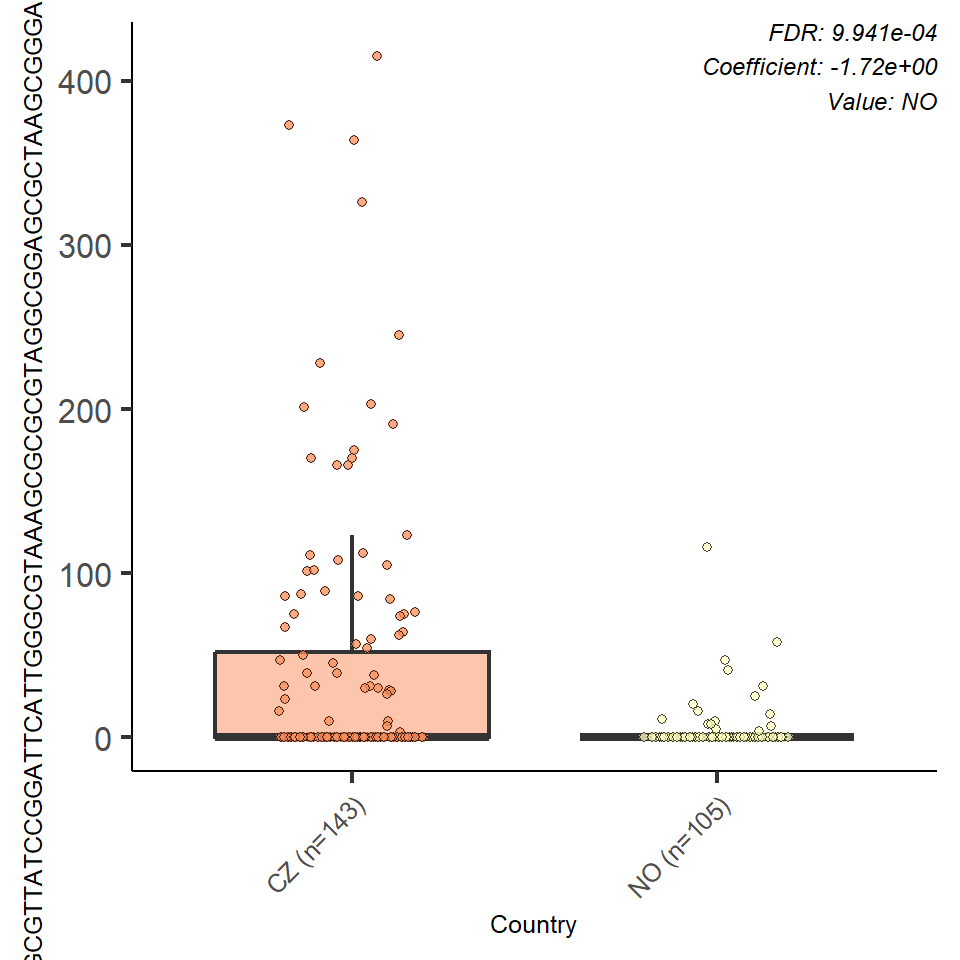 FDR: 9.941e-04
Coefficient: -1.72e+00
Value: NO
GCGTTATCCGGATTCATTGGGCGTAAAGCGCGCGTAGGCGGAGCGCTAAGCGGGA
400
300
200
100
0
CZ (n=143)
NO (n=105)
Country